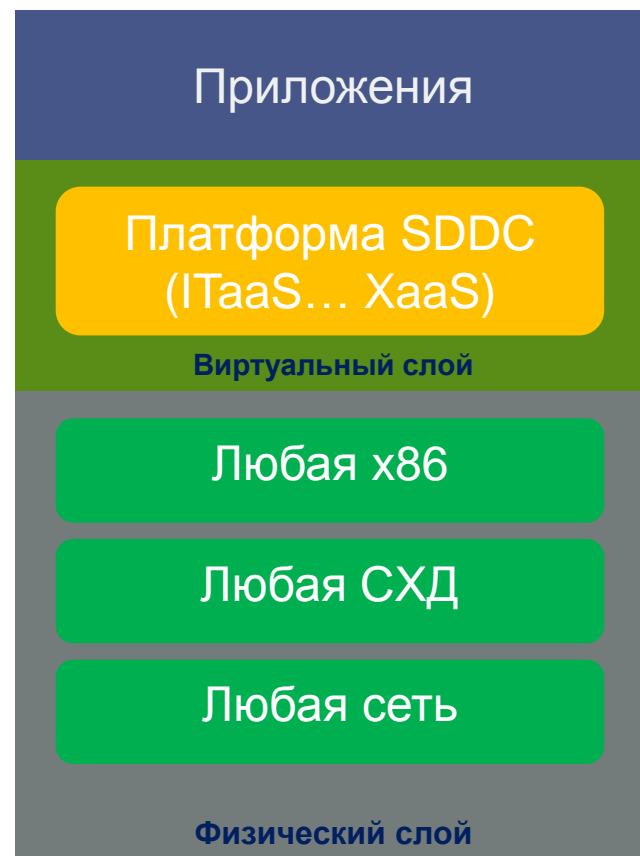 Приложения
Платформа SDDC
(ITaaS... XaaS)
Виртуальный слой
Любая x86
Любая СХД
Любая сеть
Физический слой